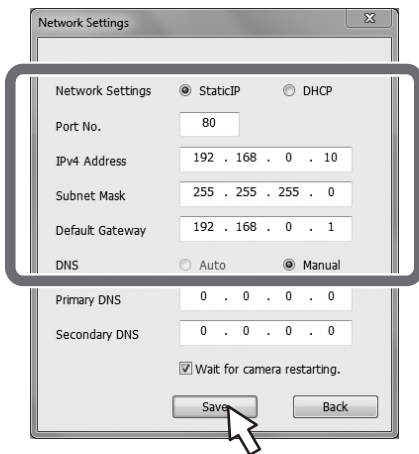 Network Settings
Network Settings StaticIP DHCP
Port No. 80
IPv4 Address 192 . 168 . 0 . 10
Subnet Mask 255 . 255 . 255 . 0
Default Gateway 192 . 168 . 0 . 1
DNS Auto Manual
Primary DNS 0 . 0 . 0 . 0
Secondary DNS 0 . 0 . 0 . 0
Wait for camera restarting.
Save Back